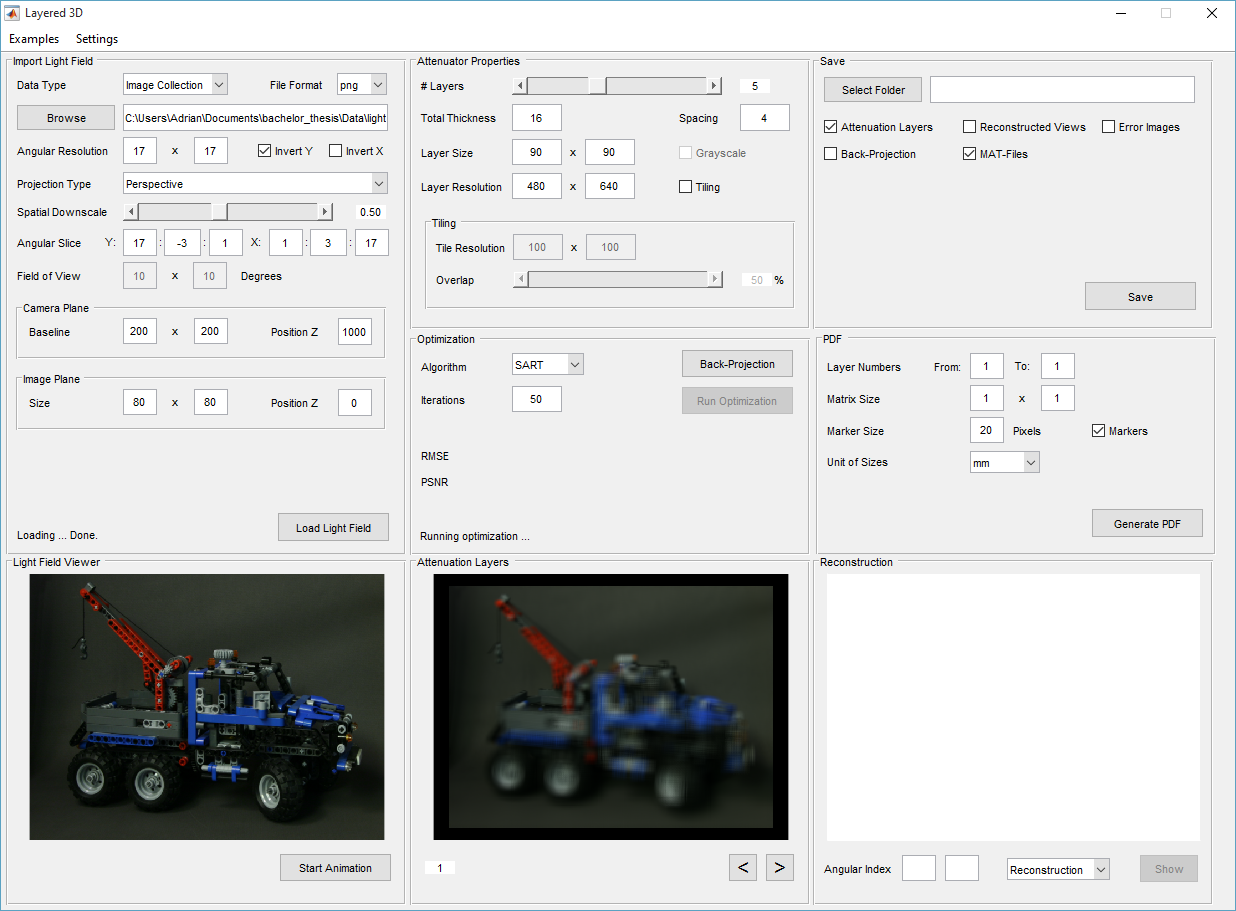 Layered 3D
Examples Settings
Import Light Field
Data Type Image Collection File Format png
Browse C:\Users\Adrian\Documents\bachelor_thesis\Data\light
Angular Resolution 17 x 17 Invert Y Invert X
Projection Type Perspective
Spatial Downscale 0.50
Angular Slice Y: 17 : -3 : 1 X: 1 : 3 : 17
Field of View 10 x 10 Degrees
Camera Plane
Baseline 200 x 200 Position Z 1000
Image Plane
Size 80 x 80 Position Z 0
Loading ... Done. Load Light Field
Attenuator Properties
# Layers 5
Total Thickness 16 Spacing 4
Layer Size 90 x 90 Grayscale
Layer Resolution 480 x 640 Tiling
Tiling
Tile Resolution 100 x 100
Overlap 50 %
Optimization
Algorithm SART Back-Projection
Iterations 50 Run Optimization
RMSE
PSNR
Running optimization ...
Save
Select Folder
Attenuation Layers Reconstructed Views Error Images
Back-Projection MAT-Files
Save
PDF
Layer Numbers From: 1 To: 1
Matrix Size 1 x 1
Marker Size 20 Pixels Markers
Unit of Sizes mm
Generate PDF
Light Field Viewer
Start Animation
Attenuation Layers
1 < >
Reconstruction
Angular Index Reconstruction Show